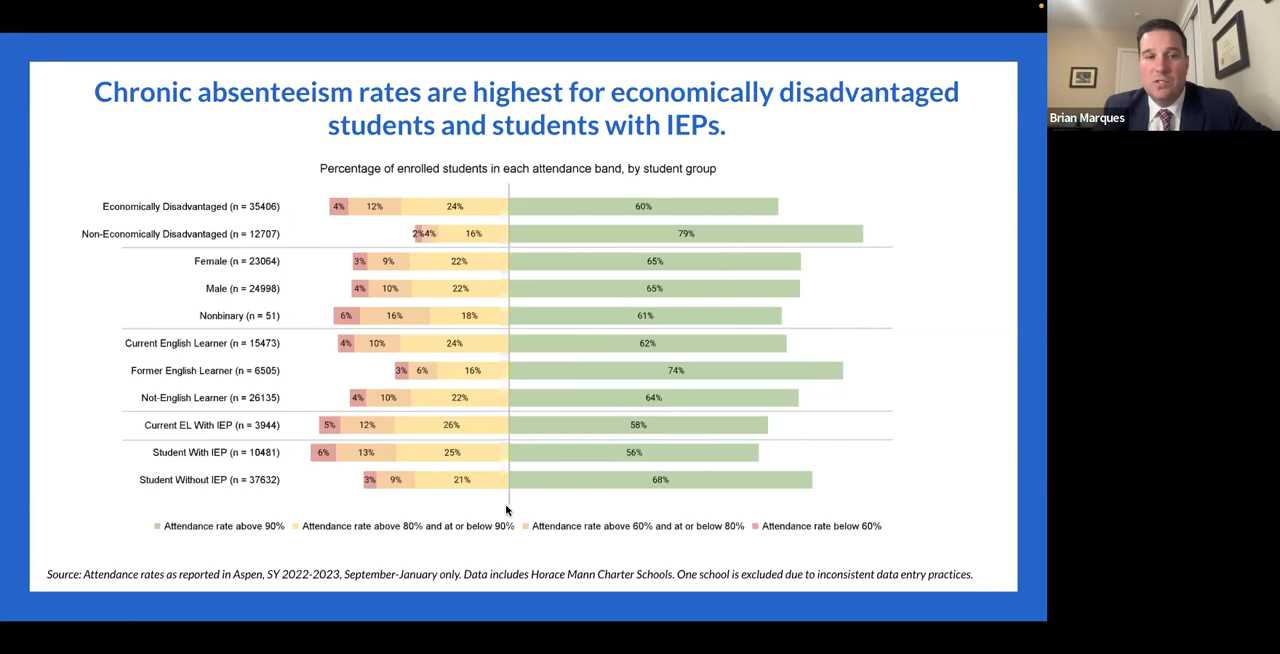 Chronic absenteeism rates are highest for economically disadvantaged
students and students with IEPs.
Percentage of enrolled students in each attendance band, by student group
Economically Disadvantaged (n = 35406) 4% 12% 24% 60%
Non-Economically Disadvantaged (n = 12707) 2% 4% 16% 79%
Female (n = 23064) 3% 9% 22% 65%
Male (n = 24998) 4% 10% 22% 65%
Nonbinary (n = 51) 6% 16% 18% 61%
Current English Learner (n = 15473) 4% 10% 24% 62%
Former English Learner (n = 6505) 3% 6% 16% 74%
Not-English Learner (n = 26135) 4% 10% 22% 64%
Current EL With IEP (n = 3944) 5% 12% 26% 58%
Student With IEP (n = 10481) 6% 13% 25% 56%
Student Without IEP (n = 37632) 3% 9% 21% 68%
Attendance rate above 90% Attendance rate above 80% and at or below 90% Attendance rate above 60% and at or below 80% Attendance rate below 60%
Source: Attendance rates as reported in Aspen, SY 2022-2023, September-January only. Data includes Horace Mann Charter Schools. One school is excluded due to inconsistent data entry practices.
Brian Marques